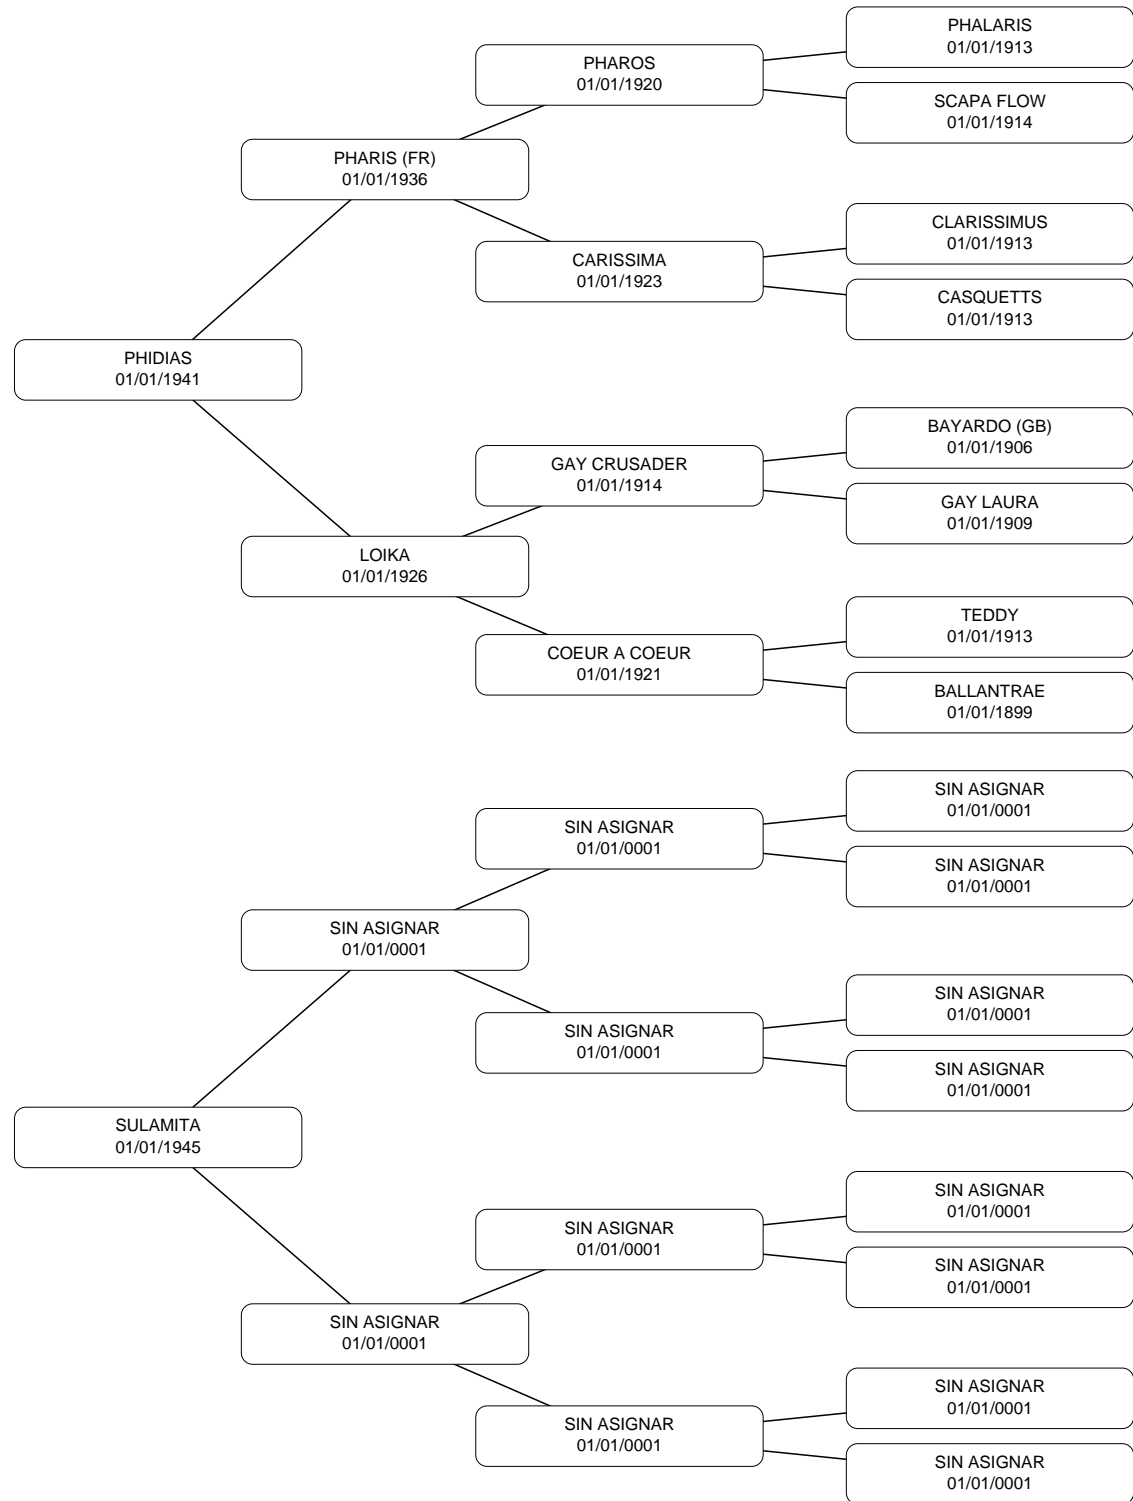 PHALARIS
01/01/1913
PHAROS
01/01/1920
SCAPA FLOW
01/01/1914
PHARIS (FR)
01/01/1936
CLARISSIMUS
01/01/1913
CARISSIMA
01/01/1923
CASQUETTS
01/01/1913
PHIDIAS
01/01/1941
BAYARDO (GB)
01/01/1906
GAY CRUSADER
01/01/1914
GAY LAURA
01/01/1909
LOIKA
01/01/1926
TEDDY
01/01/1913
COEUR A COEUR
01/01/1921
BALLANTRAE
01/01/1899
SIN ASIGNAR
01/01/0001
SIN ASIGNAR
01/01/0001
SIN ASIGNAR
01/01/0001
SIN ASIGNAR
01/01/0001
SIN ASIGNAR
01/01/0001
SIN ASIGNAR
01/01/0001
SIN ASIGNAR
01/01/0001
SULAMITA
01/01/1945
SIN ASIGNAR
01/01/0001
SIN ASIGNAR
01/01/0001
SIN ASIGNAR
01/01/0001
SIN ASIGNAR
01/01/0001
SIN ASIGNAR
01/01/0001
SIN ASIGNAR
01/01/0001
SIN ASIGNAR
01/01/0001